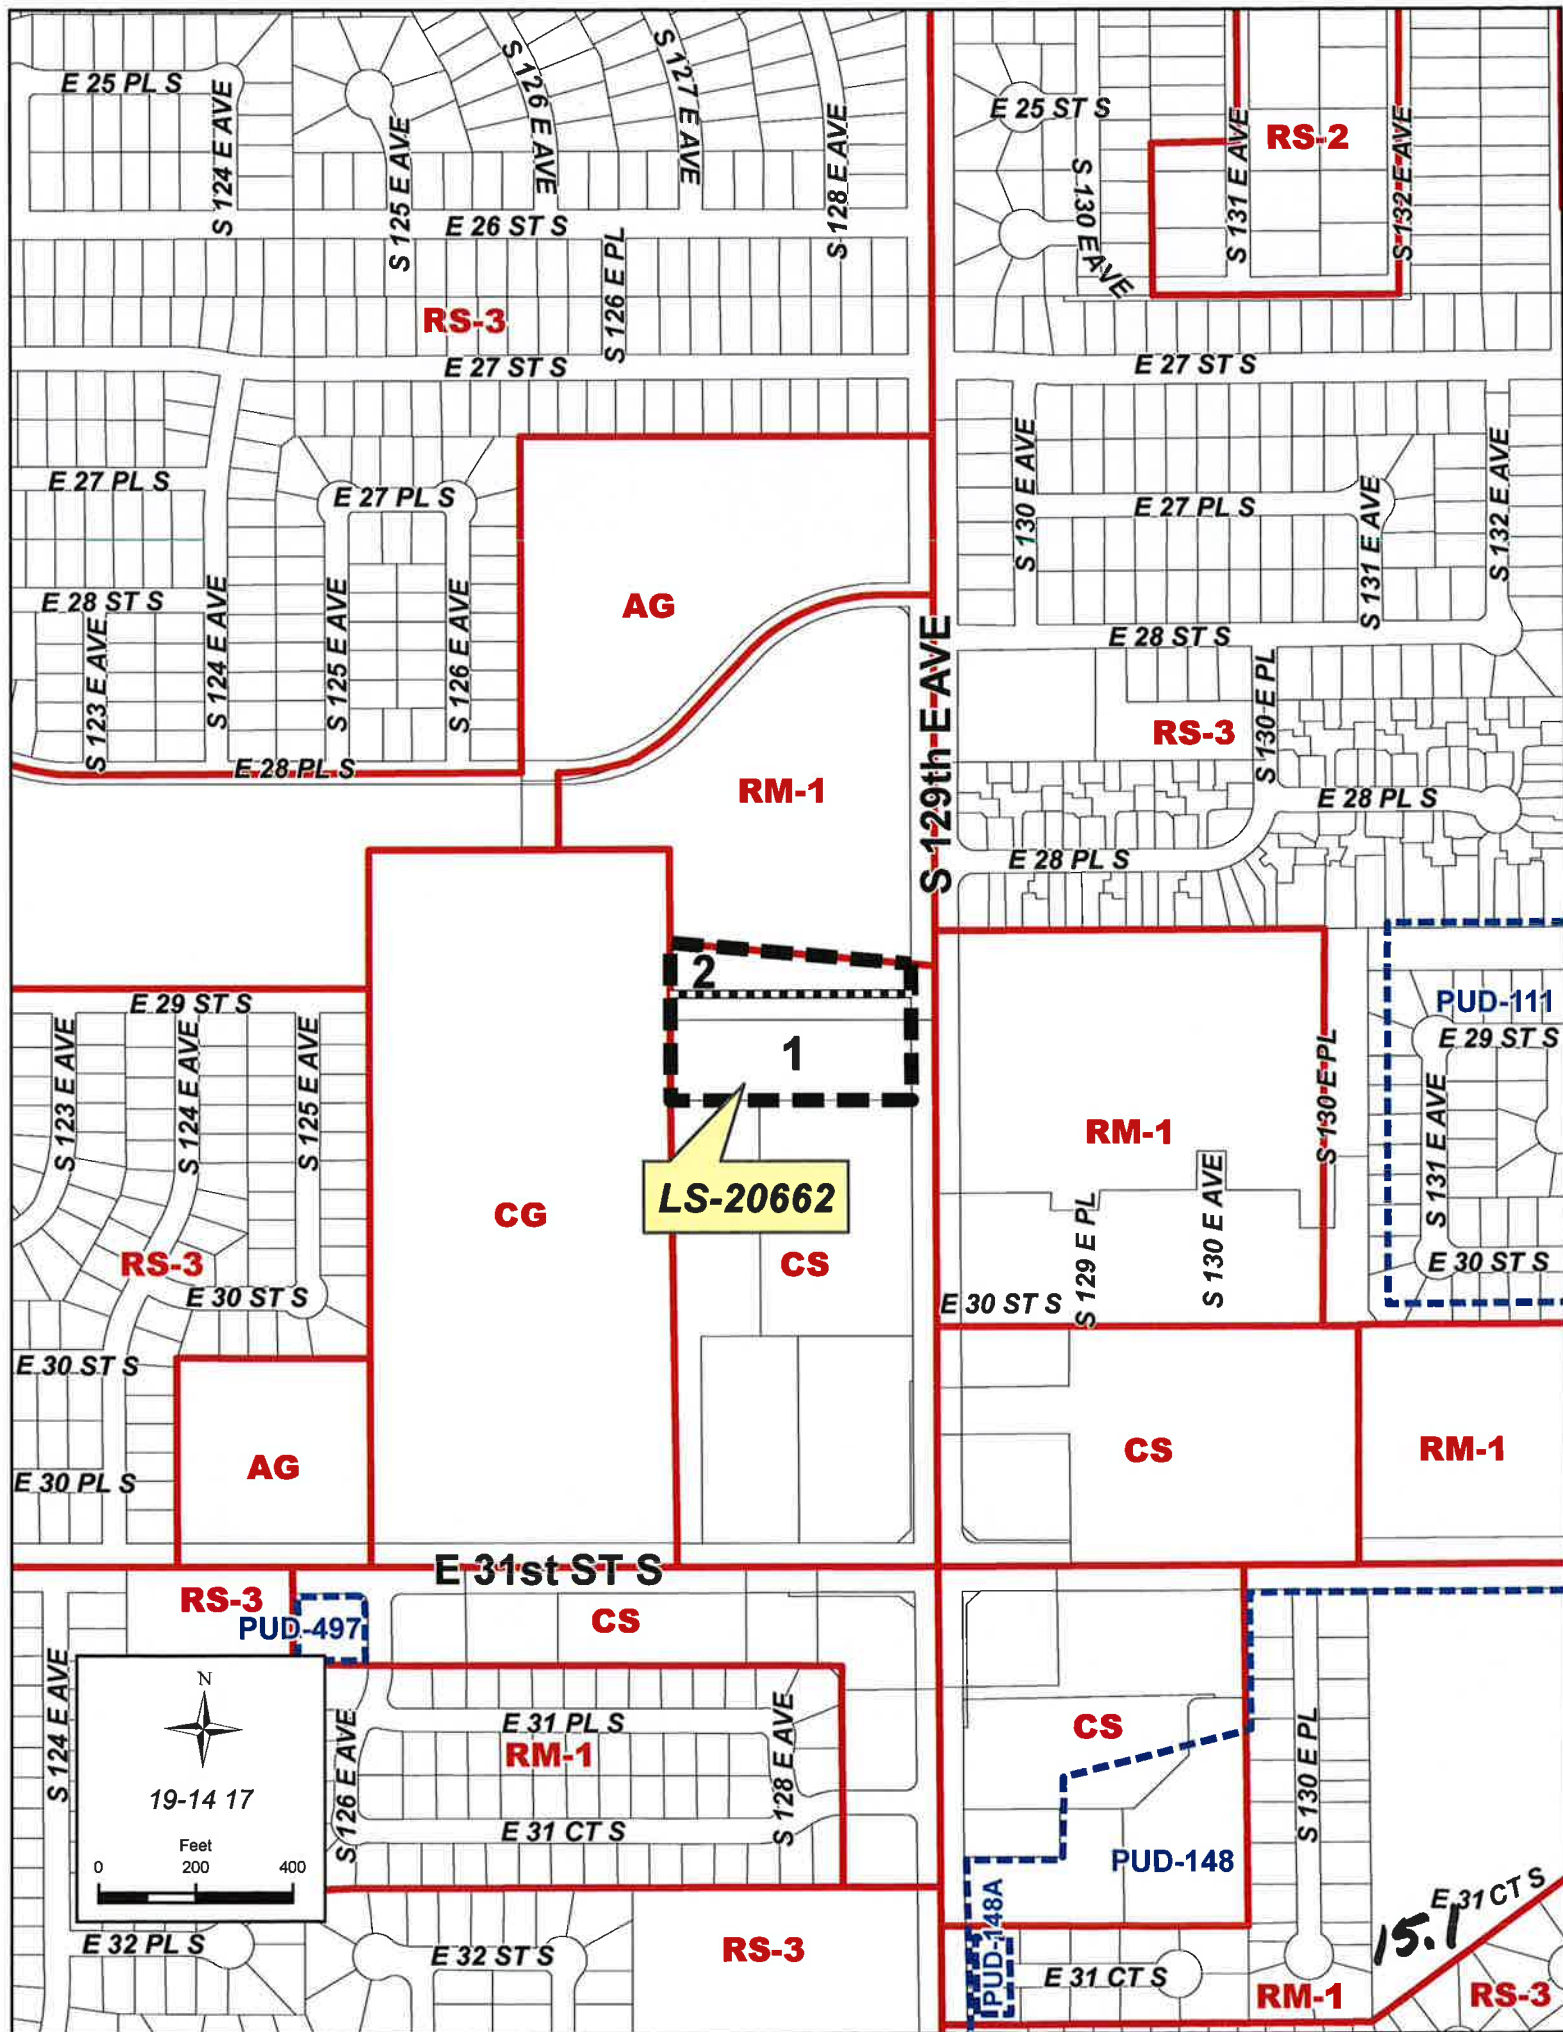 E 25 PL S
S 124 E AVE
S 125 E AVE
S 126 E AVE
S 127 E AVE
S 128 E AVE
E 25 ST S
S 130 E AVE
S 131 E AVE
RS-2
S 132 E AVE
E 26 ST S
S 126 E PL
RS-3
E 27 ST S
E 27 ST S
E 27 PL S
E 27 PL S
S 130 E AVE
E 27 PL S
S 131 E AVE
S 132 E AVE
E 28 ST S
S 123 E AVE
S 124 E AVE
S 125 E AVE
S 126 E AVE
AG
S 129th E AVE
E 28 ST S
RS-3
S 130 E PL
E 28 PL S
RM-1
E 28 PL S
E 28 PL S
2
1
LS-20662
E 29 ST S
S 123 E AVE
S 124 E AVE
S 125 E AVE
RS-3
E 30 ST S
CG
CS
RM-1
S 130 E PL
PUD-111
E 29 ST S
S 131 E AVE
E 30 ST S
E 30 ST S
S 129 E PL
S 130 E AVE
E 30 ST S
E 30 PL S
AG
CS
RM-1
E 31st ST S
RS-3
PUD-497
CS
S 124 E AVE
N
19-14 17
Feet
0 200 400
S 126 E AVE
E 31 PL S
RM-1
S 128 E AVE
E 31 CT S
CS
S 130 E PL
PUD-148
PUD-148A
E 32 PL S
E 32 ST S
RS-3
E 31 CT S
E 31 CT S
15.1
RM-1
RS-3